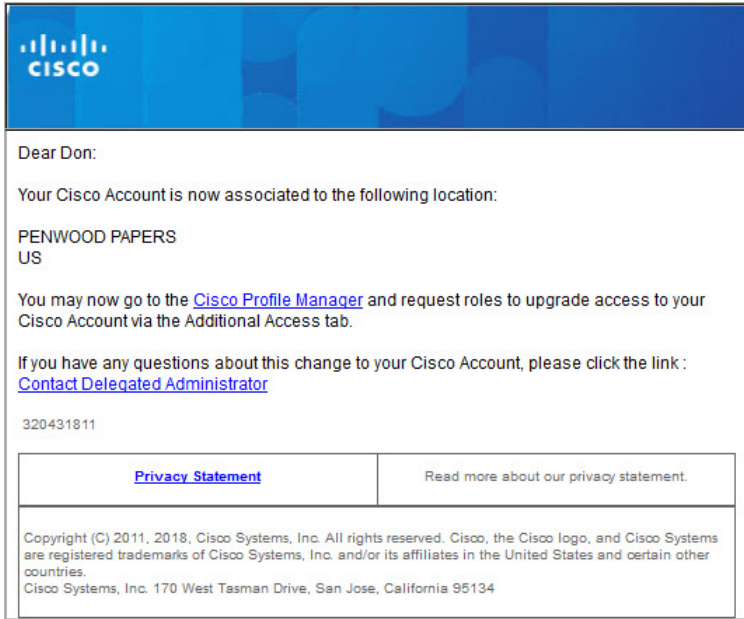 CISCO
Dear Don:
Your Cisco Account is now associated to the following location:
PENWOOD PAPERS
US
You may now go to the Cisco Profile Manager and request roles to upgrade access to your
Cisco Account via the Additional Access tab.
If you have any questions about this change to your Cisco Account, please click the link :
Contact Delegated Administrator
320431811
Privacy Statement
Read more about our privacy statement.
Copyright (C) 2011, 2018, Cisco Systems, Inc. All rights reserved. Cisco, the Cisco logo, and Cisco Systems
are registered trademarks of Cisco Systems, Inc. and/or its affiliates in the United States and certain other
countries.
Cisco Systems, Inc. 170 West Tasman Drive, San Jose, California 95134